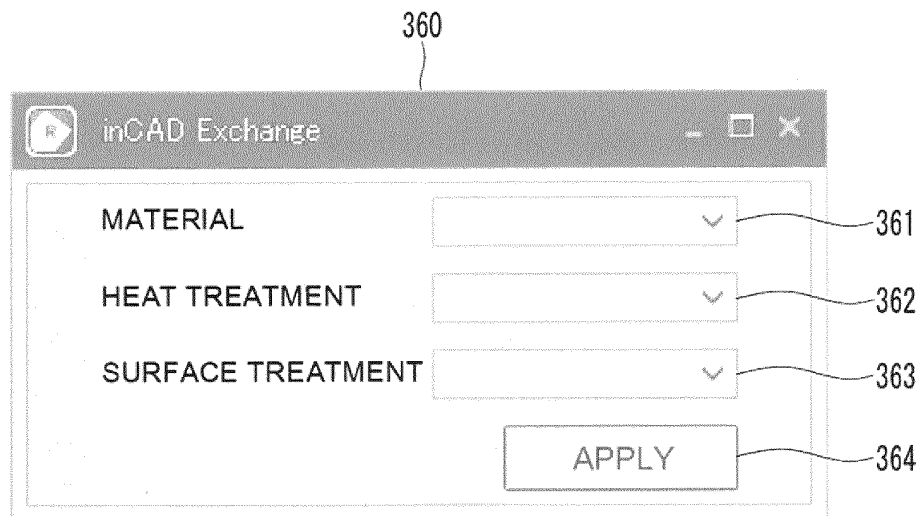 360
R
inCAD Exchange
MATERIAL
361
HEAT TREATMENT
362
SURFACE TREATMENT
363
APPLY
364